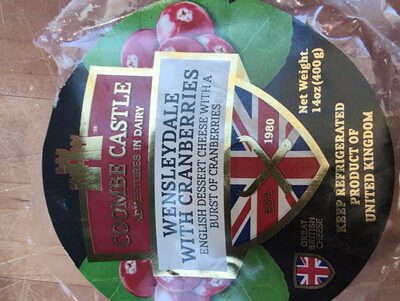 COOMBE CASTLE
ADVENTURES IN DAIRY
WENSLEYDALE
WITH CRANBERRIES
ENGLISH DESSERT CHEESE WITH A
BURST OF CRANBERRIES
ESTD
1980
Net Weight.
14oz (400g)
KEEP REFRIGERATED
PRODUCT OF
UNITED KINGDOM
GREAT
BRITISH
CHEESE